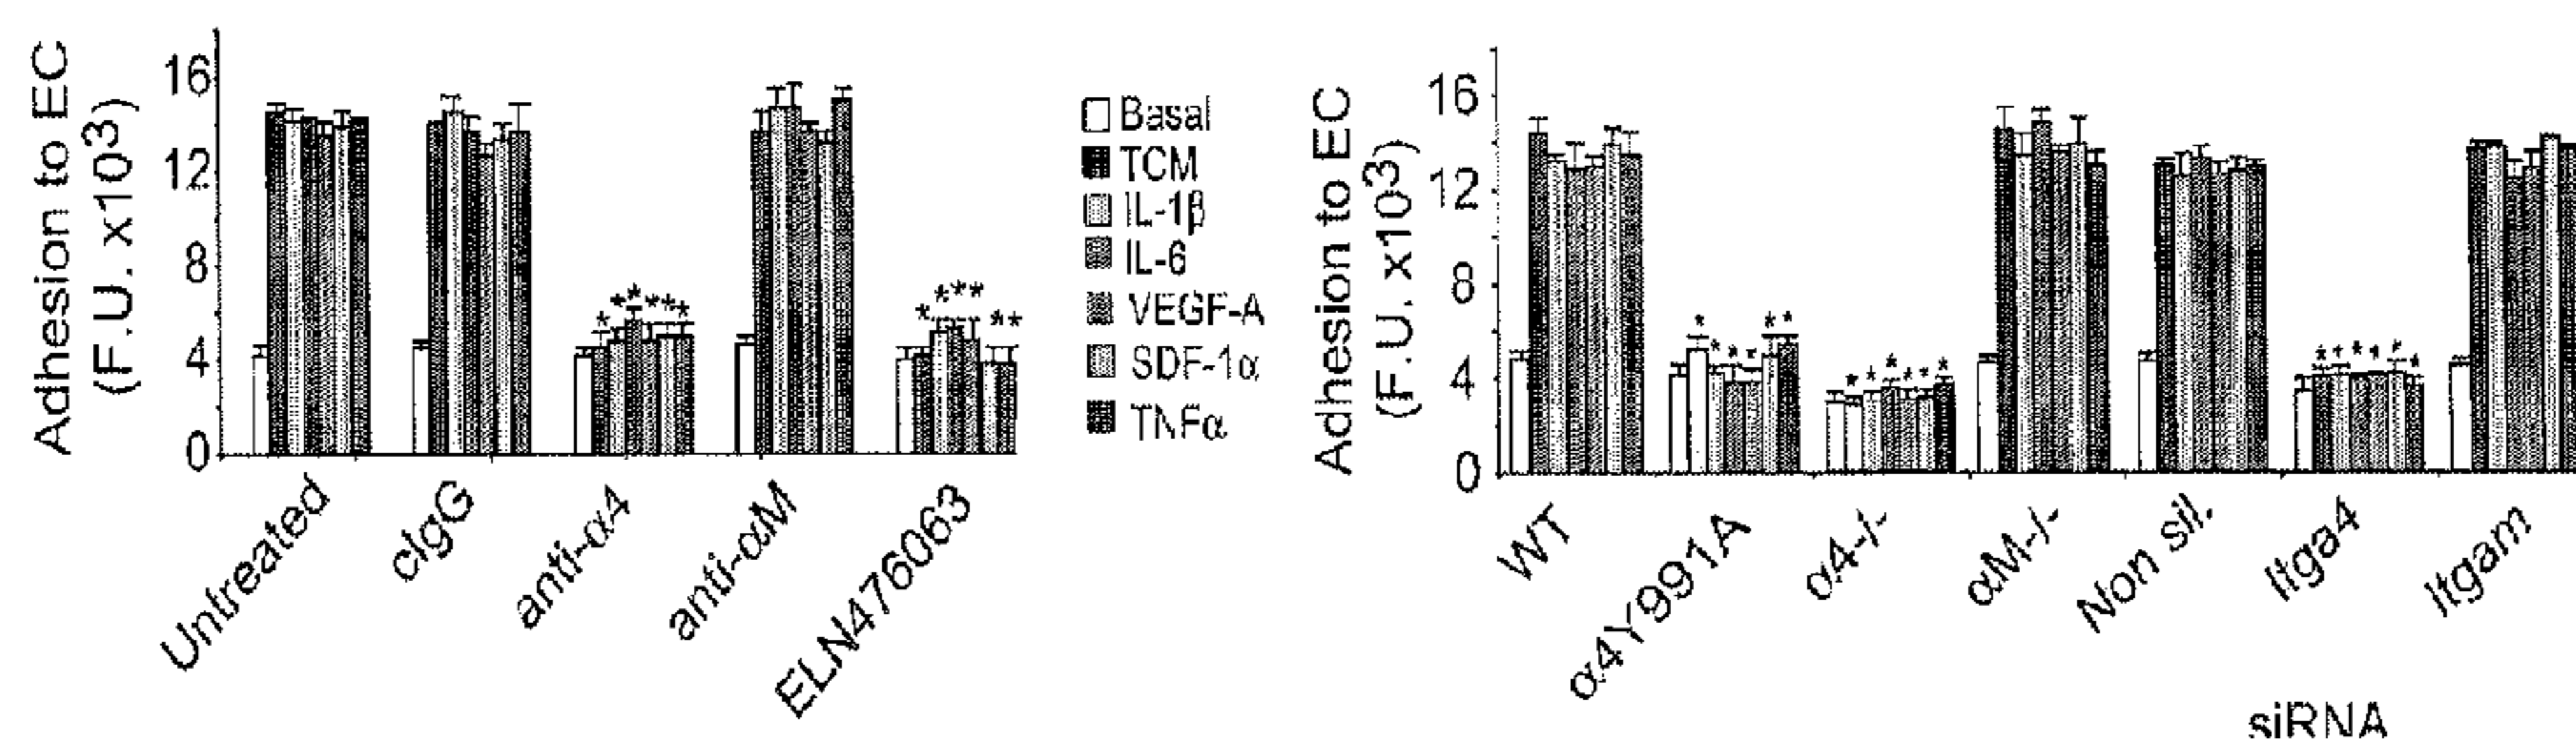 Adhesion to EC
(F.U. x10³)
16
12
8
4
0
Untreated
cIgG
anti-α4
anti-αM
ELN476063
* ** ***
* *** **
Basal
TCM
IL-1β
IL-6
VEGF-A
SDF-1α
TNFα
Adhesion to EC
(F.U. x10³)
16
12
8
4
0
* *** **
******
******
WT
α4Y991A
α4-/-
αM-/-
Non sil.
Itga4
Itgam
siRNA